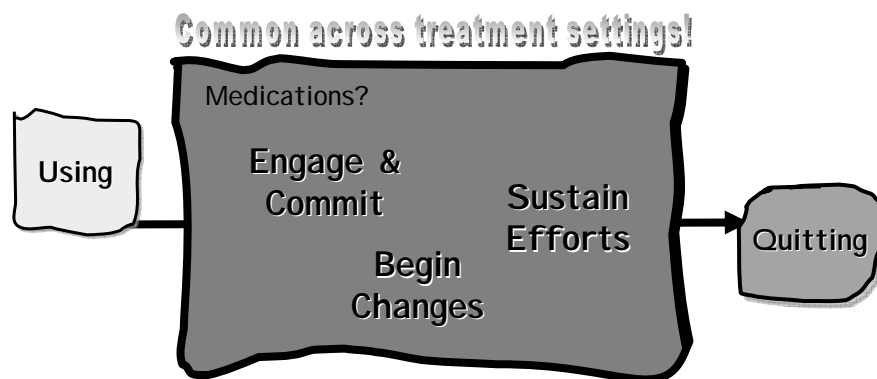 Common across treatment settings!
Medications?
Using
Engage &
Commit
Begin
Changes
Sustain
Efforts
Quitting